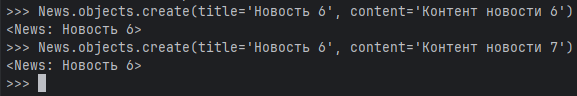 >>> News.objects.create(title='Новость 6', content='Контент новости 6')
<News: Новость 6>
>>> News.objects.create(title='Новость 6', content='Контент новости 7')
<News: Новость 6>
>>>